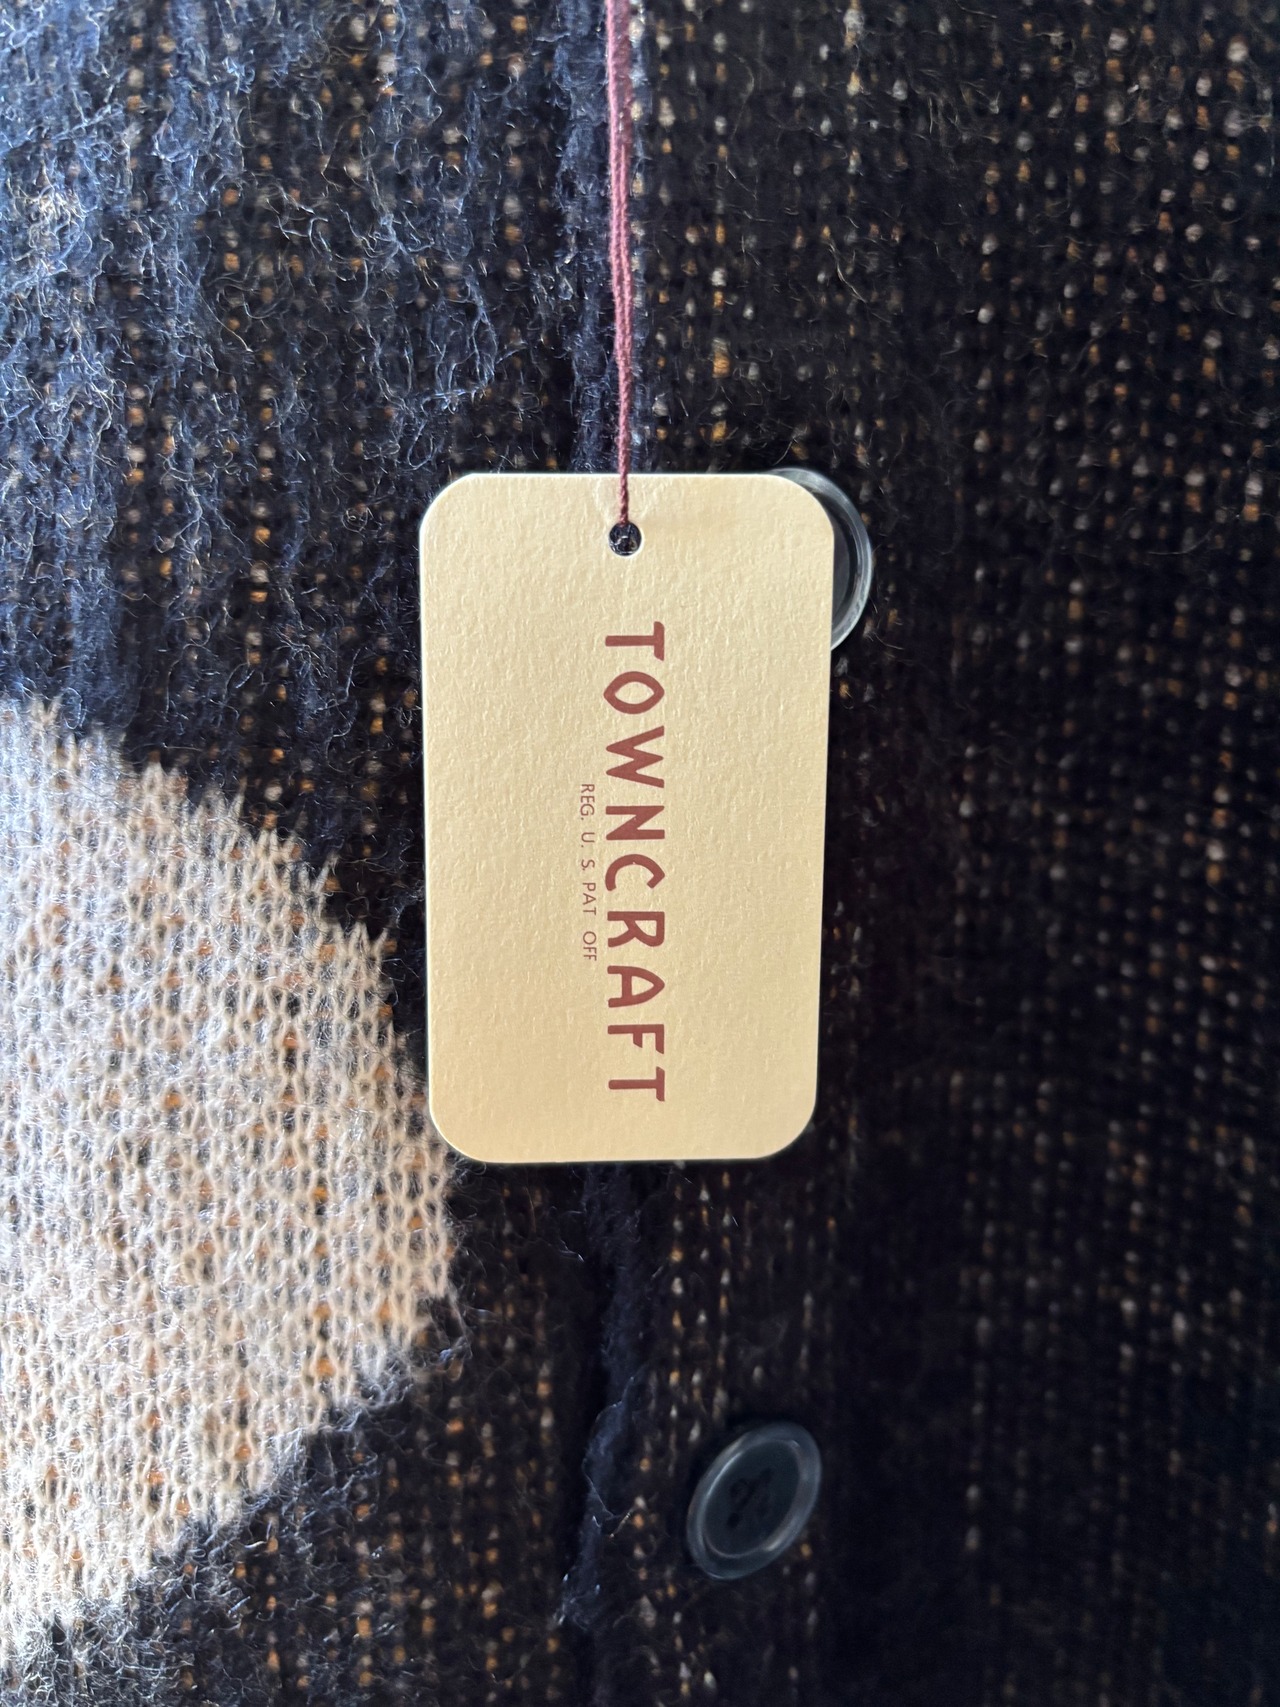 TOWNCRAFT
REG. U. S. PAT OFF